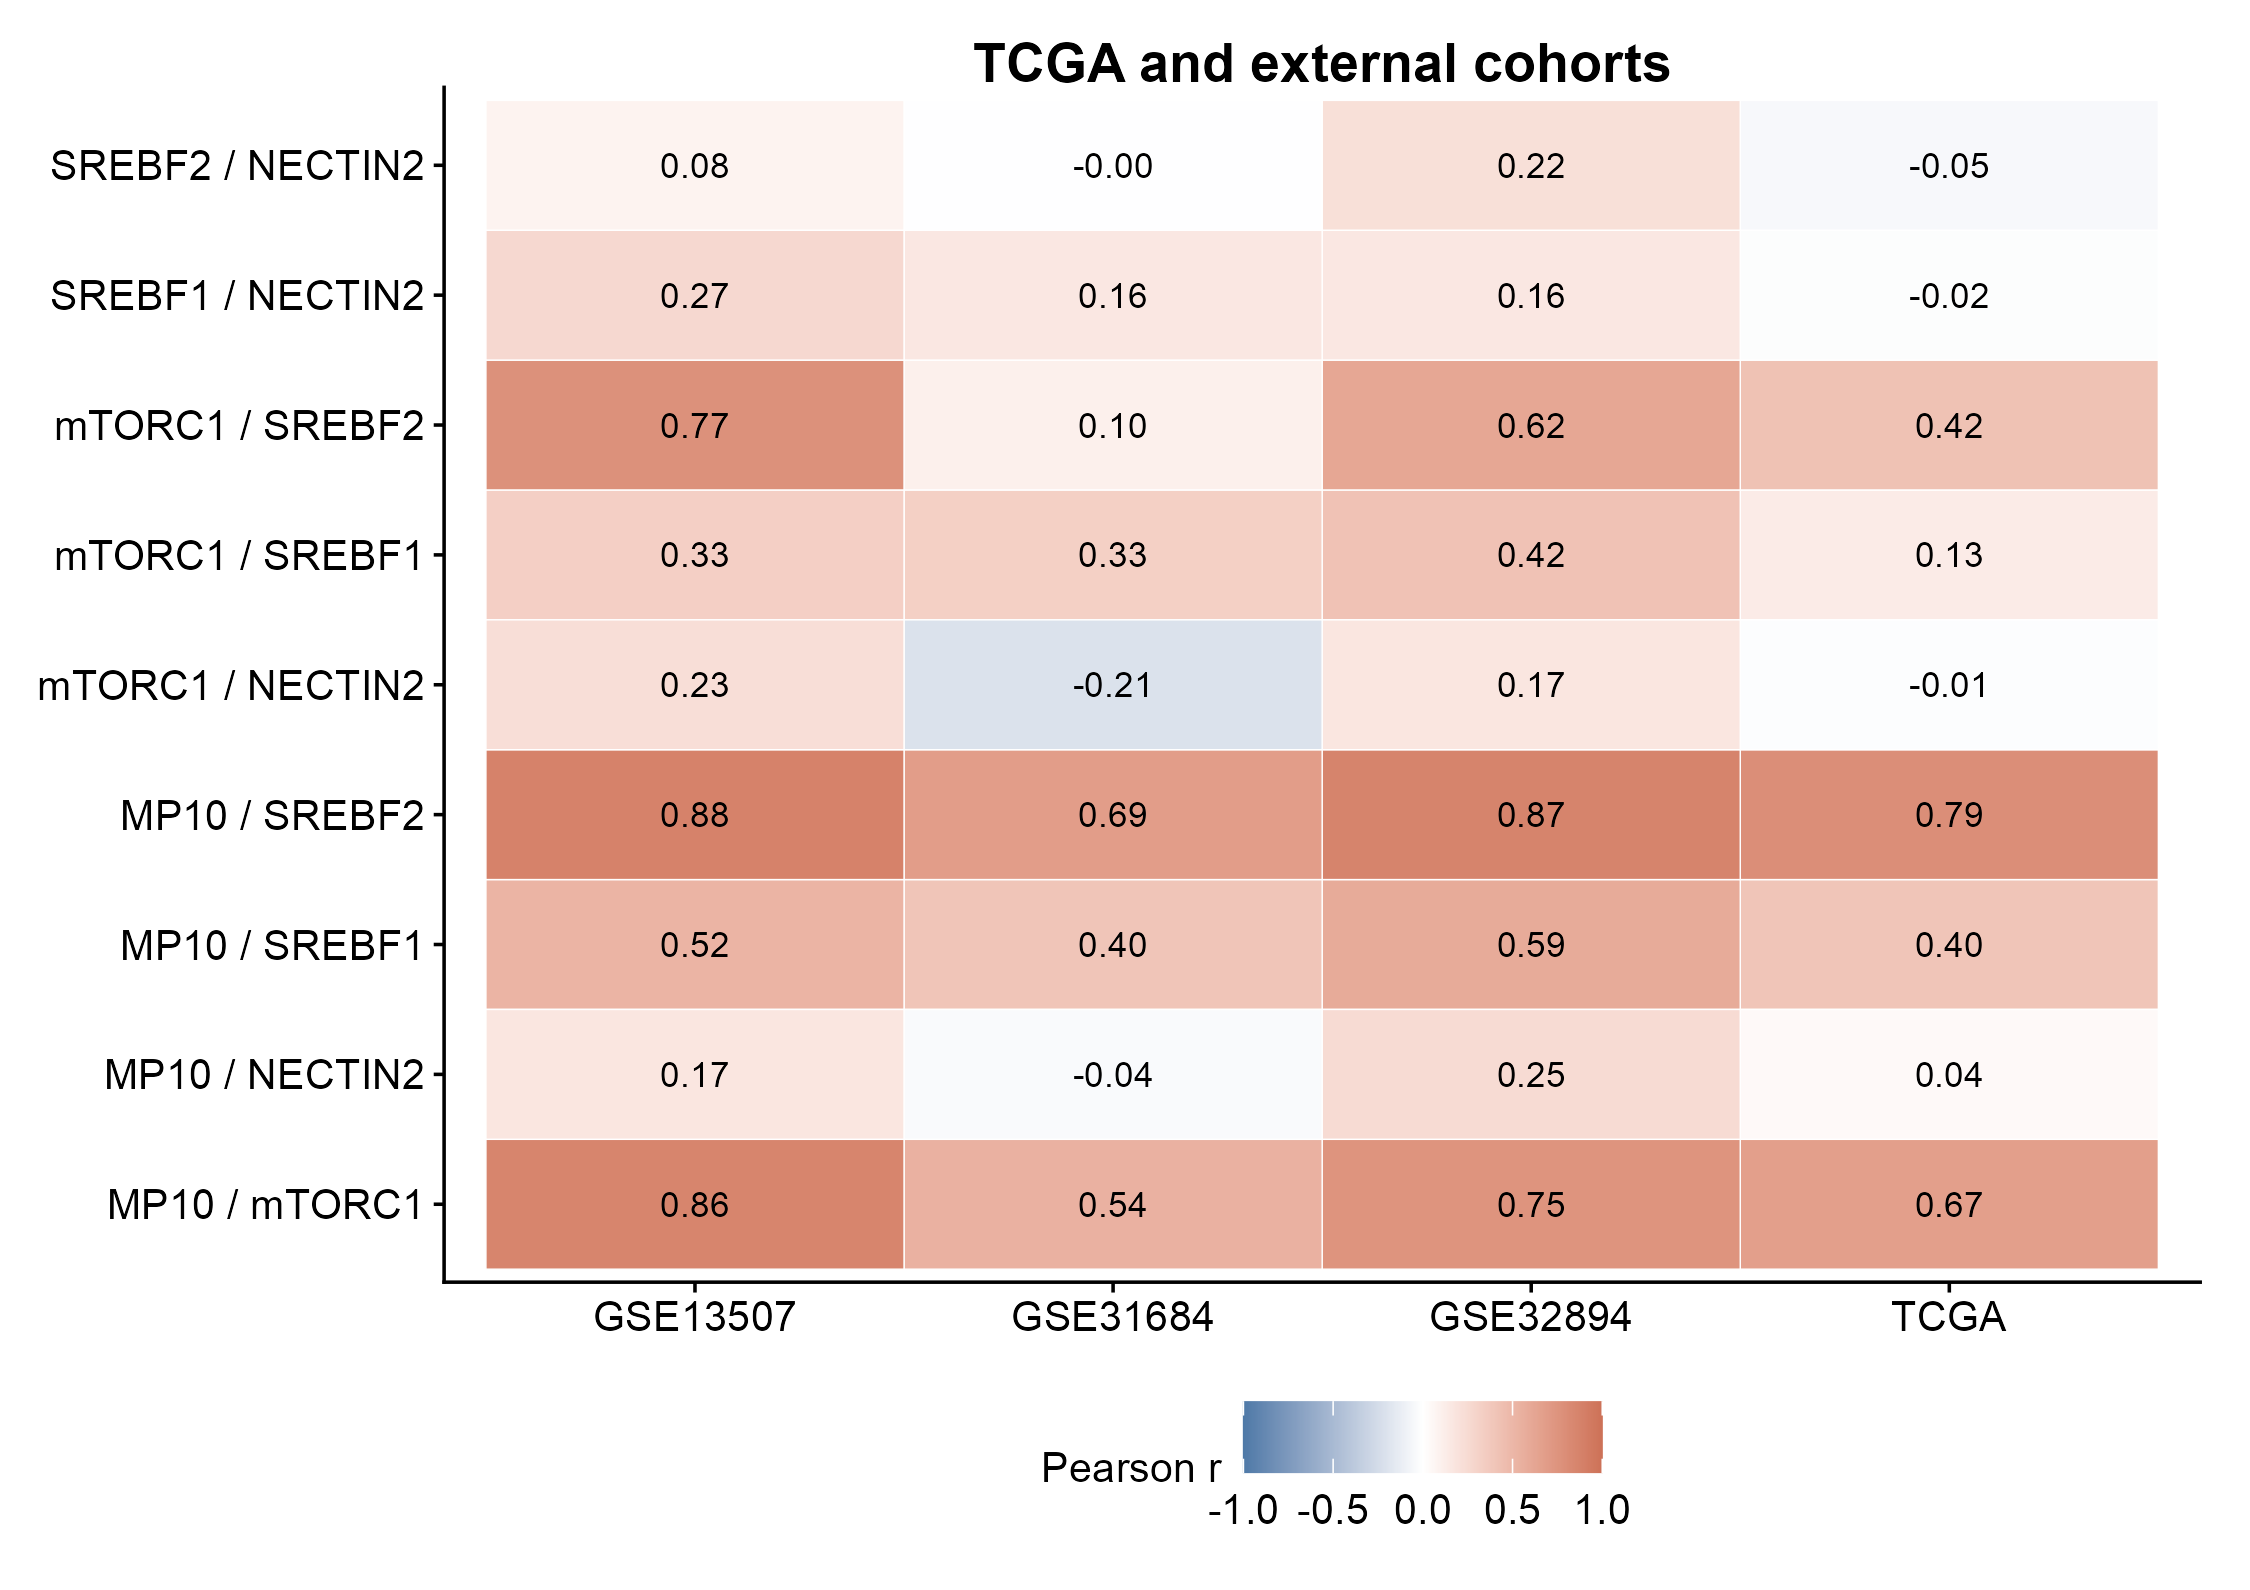 TCGA and external cohorts
SREBF2 / NECTIN2 0.08 -0.00 0.22 -0.05
SREBF1 / NECTIN2 0.27 0.16 0.16 -0.02
mTORC1 / SREBF2 0.77 0.10 0.62 0.42
mTORC1 / SREBF1 0.33 0.33 0.42 0.13
mTORC1 / NECTIN2 0.23 -0.21 0.17 -0.01
MP10 / SREBF2 0.88 0.69 0.87 0.79
MP10 / SREBF1 0.52 0.40 0.59 0.40
MP10 / NECTIN2 0.17 -0.04 0.25 0.04
MP10 / mTORC1 0.86 0.54 0.75 0.67
GSE13507 GSE31684 GSE32894 TCGA
Pearson r
-1.0 -0.5 0.0 0.5 1.0